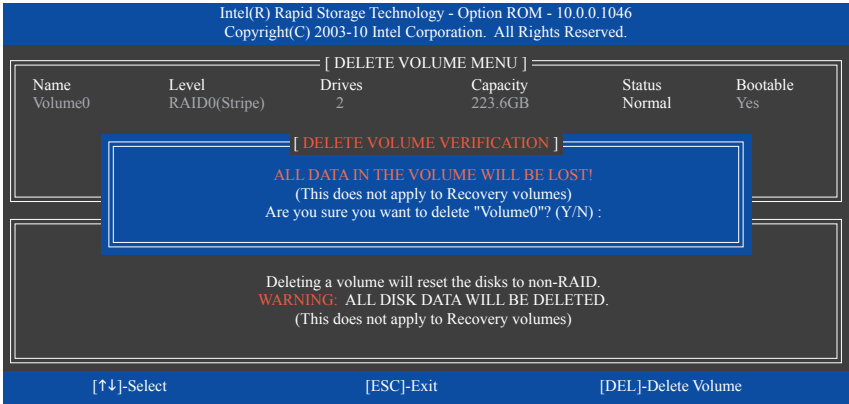 Intel(R) Rapid Storage Technology - Option ROM - 10.0.0.1046
Copyright(C) 2003-10 Intel Corporation. All Rights Reserved.
[ DELETE VOLUME MENU ]
Name Level Drives Capacity Status Bootable
Volume0 RAID0(Stripe) 2 223.6GB Normal Yes
[ DELETE VOLUME VERIFICATION ]
ALL DATA IN THE VOLUME WILL BE LOST!
(This does not apply to Recovery volumes)
Are you sure you want to delete "Volume0"? (Y/N) :
Deleting a volume will reset the disks to non-RAID.
WARNING: ALL DISK DATA WILL BE DELETED.
(This does not apply to Recovery volumes)
[↑↓]-Select [ESC]-Exit [DEL]-Delete Volume